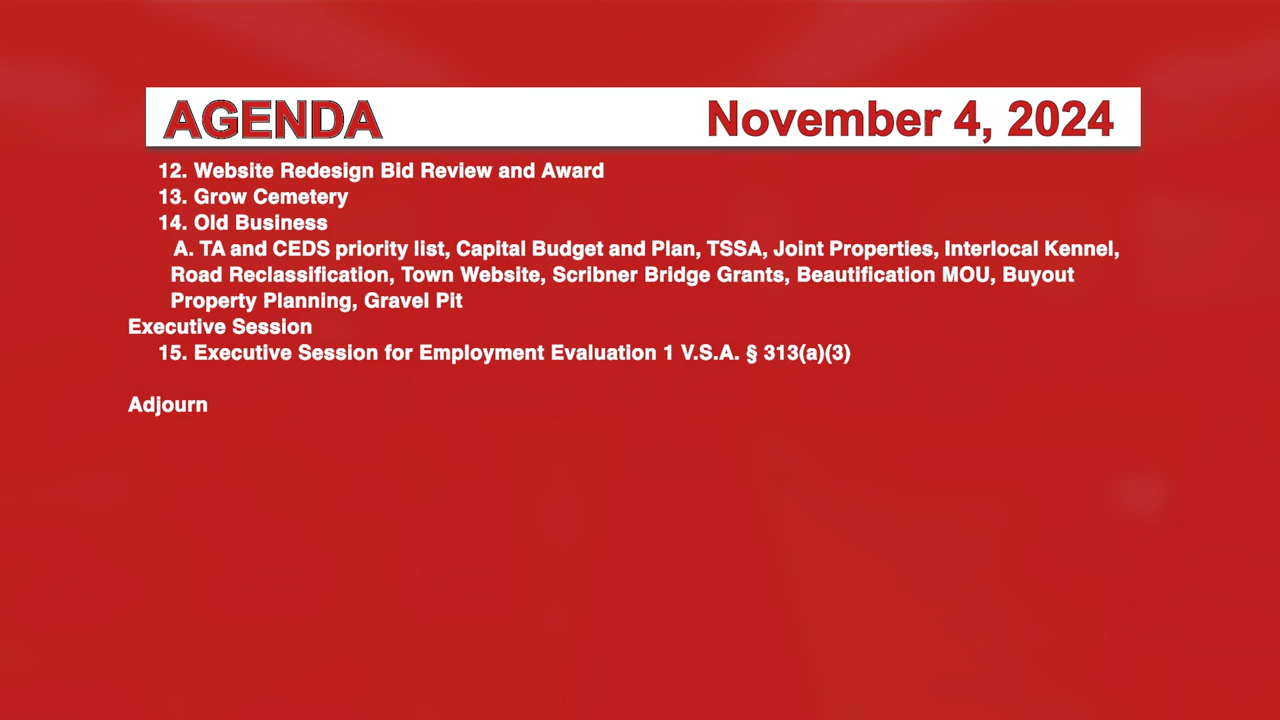 AGENDA November 4, 2024
12. Website Redesign Bid Review and Award
13. Grow Cemetery
14. Old Business
A. TA and CEDS priority list, Capital Budget and Plan, TSSA, Joint Properties, Interlocal Kennel,
Road Reclassification, Town Website, Scribner Bridge Grants, Beautification MOU, Buyout
Property Planning, Gravel Pit
Executive Session
15. Executive Session for Employment Evaluation 1 V.S.A. § 313(a)(3)
Adjourn